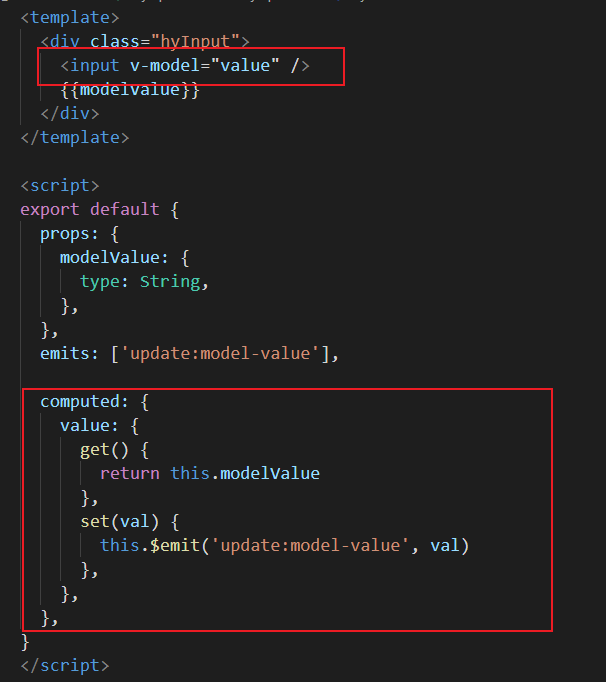 <template>
  <div class="hyInput">
    <input v-model="value" />
    {{modelValue}}
  </div>
</template>

<script>
export default {
  props: {
    modelValue: {
      type: String,
    },
  },
  emits: ['update:model-value'],

  computed: {
    value: {
      get() {
        return this.modelValue
      },
      set(val) {
        this.$emit('update:model-value', val)
      },
    },
  },
}
</script>